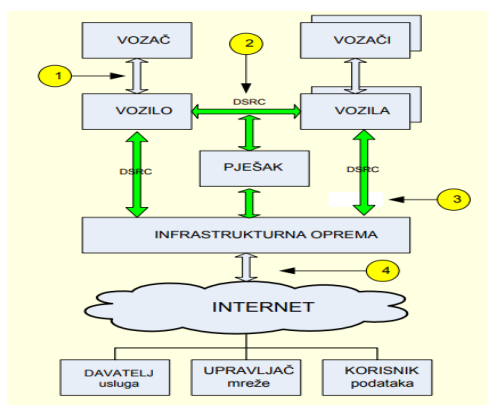 VOZAČ
2
VOZAČI
1
VOZILO
DSRC
VOZILA
PJEŠAK
DSRC
DSRC
3
INFRASTRUKTURNA OPREMA
4
INTERNET
DAVATELJ
usluga
UPRAVLJAČ
mreže
KORISNIK
podataka